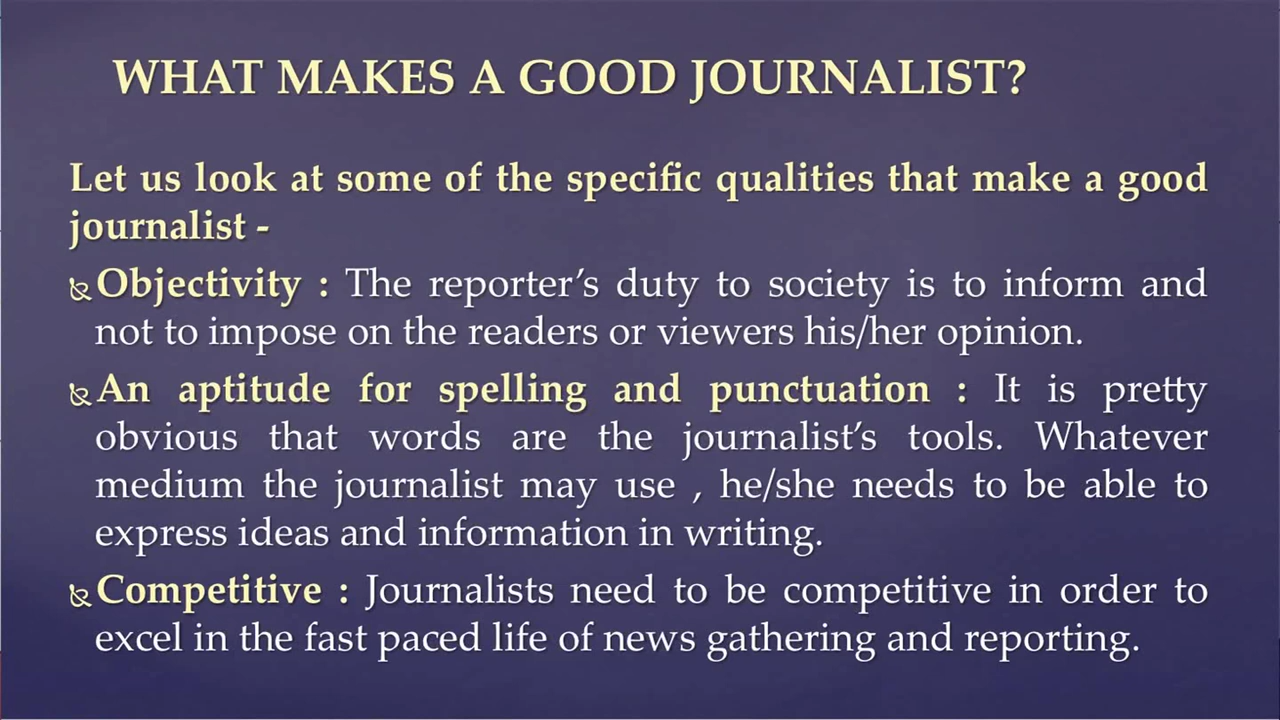 WHAT MAKES A GOOD JOURNALIST?
Let us look at some of the specific qualities that make a good
journalist -
Objectivity : The reporter’s duty to society is to inform and
not to impose on the readers or viewers his/her opinion.
An aptitude for spelling and punctuation : It is pretty
obvious that words are the journalist’s tools. Whatever
medium the journalist may use , he/she needs to be able to
express ideas and information in writing.
Competitive : Journalists need to be competitive in order to
excel in the fast paced life of news gathering and reporting.